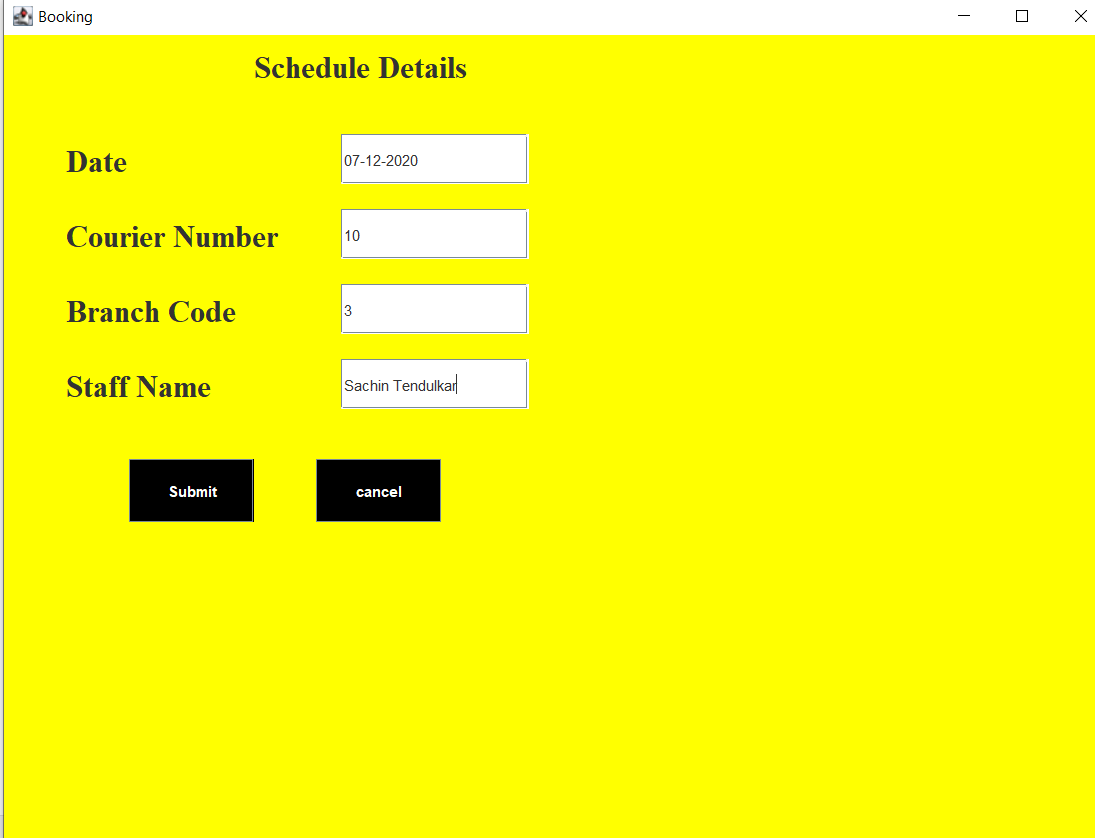 Booking
Schedule Details
Date 07-12-2020
Courier Number 10
Branch Code 3
Staff Name Sachin Tendulkar
Submit cancel